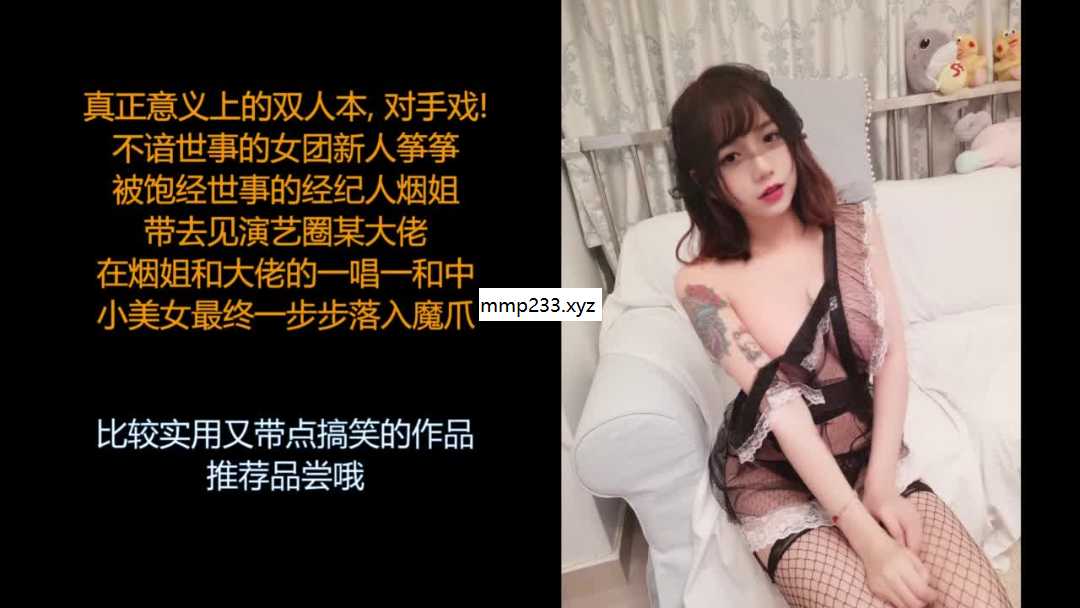 真正意义上的双人本, 对手戏!
不谙世事的女团新人筝筝
被饱经世事的经纪人烟姐
带去见演艺圈某大佬
在烟姐和大佬的一唱一和中
小美女最终一步步落入魔爪
mmp233.xyz
比较实用又带点搞笑的作品
推荐品尝哦